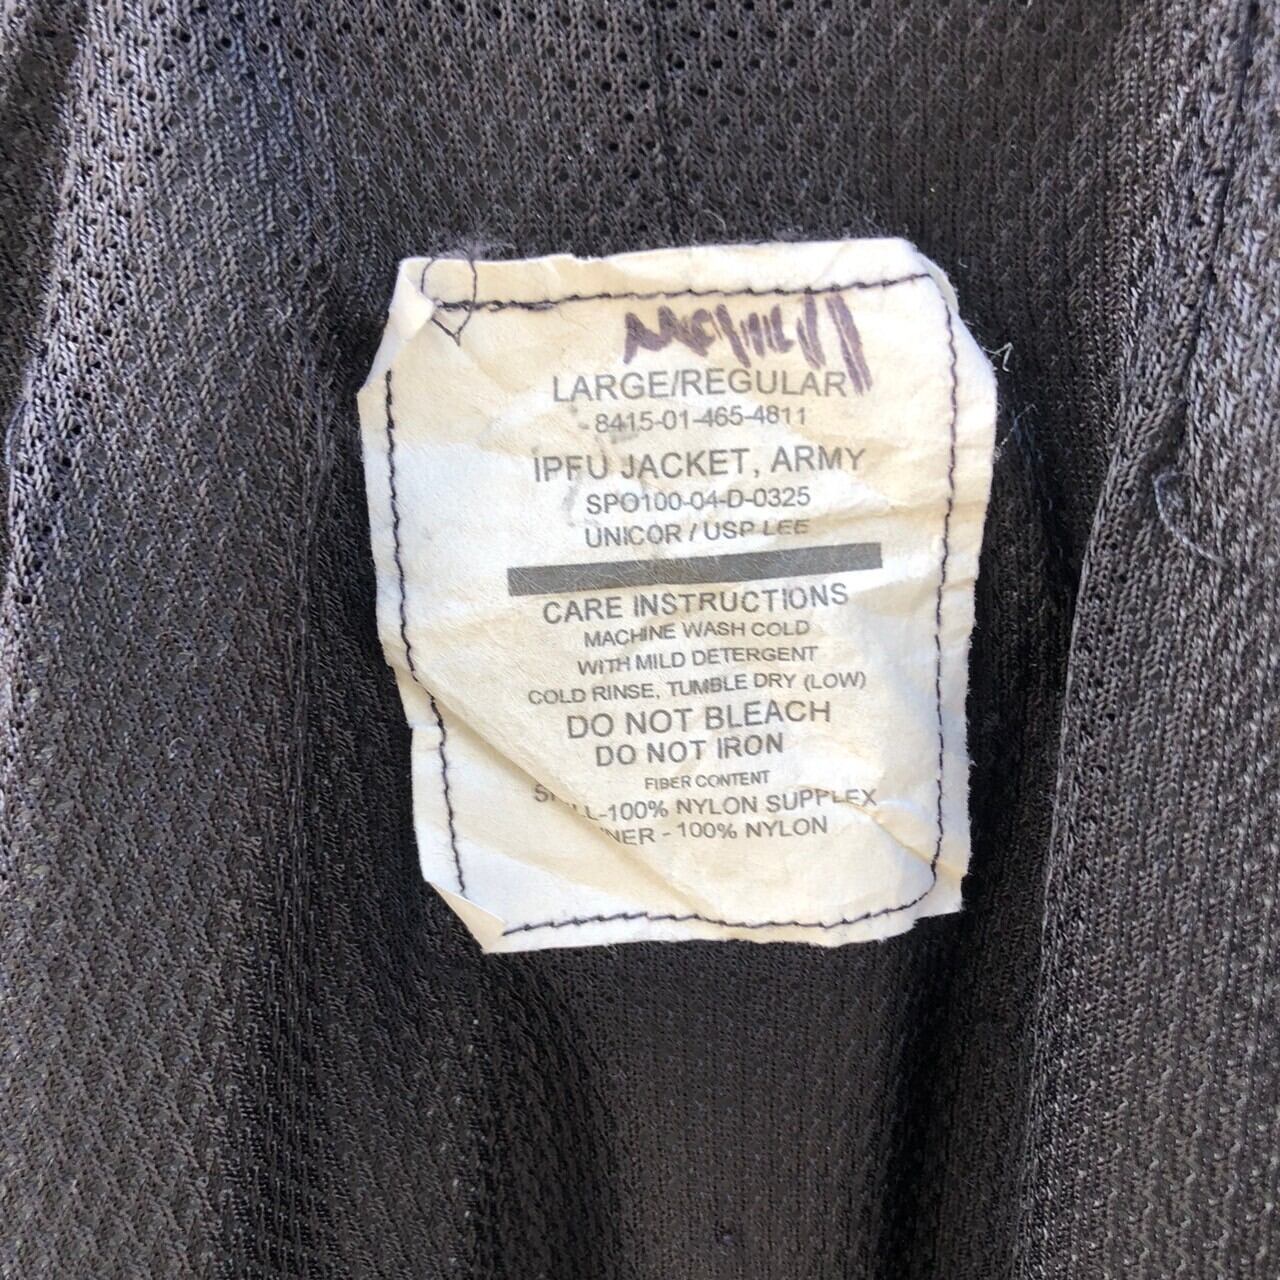 LARGE/REGULAR
8415-01-465-4811
IPFU JACKET, ARMY
SPO100-04-D-0325
UNICOR / USP LEE
CARE INSTRUCTIONS
MACHINE WASH COLD
WITH MILD DETERGENT
COLD RINSE, TUMBLE DRY (LOW)
DO NOT BLEACH
DO NOT IRON
FIBER CONTENT
-100% NYLON SUPPLEX
- 100% NYLON